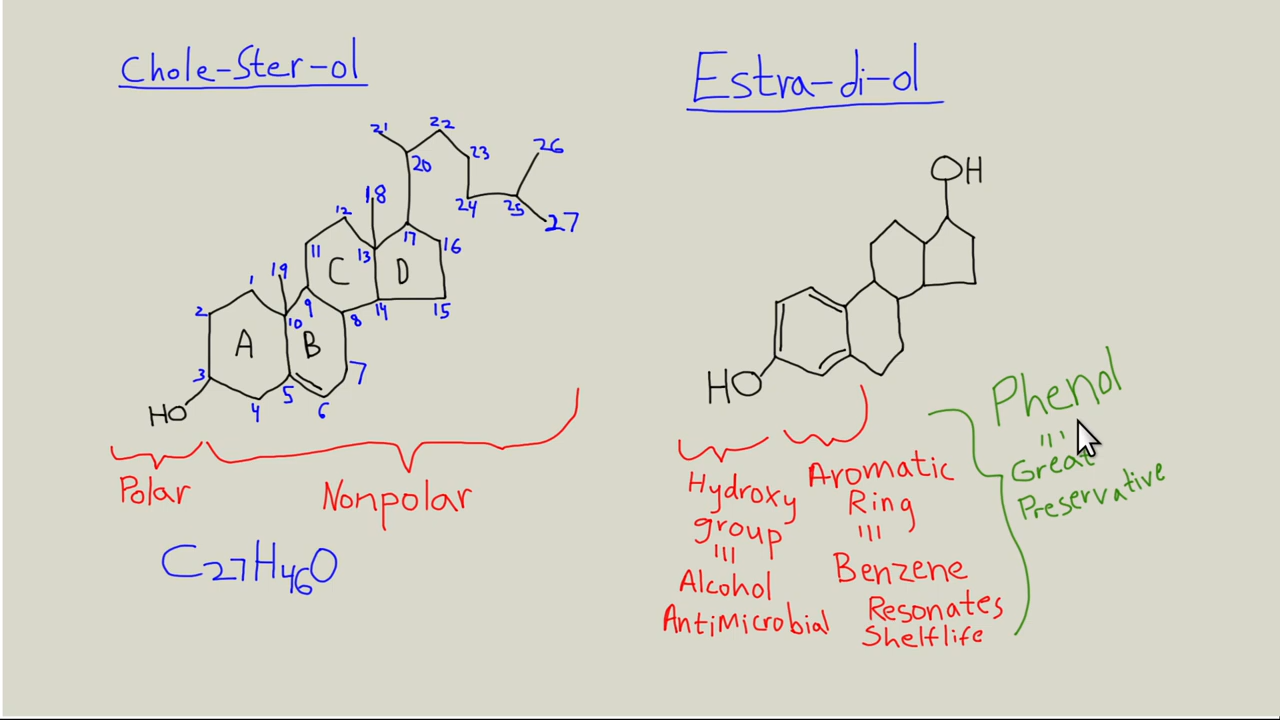 Chole-Ster-ol
21
22
20
23
26
18
24
25
27
12
17
11
13
16
C
D
19
1
2
9
14
15
10
8
A
B
3
7
5
4
6
HO
Polar
Nonpolar
C27H46O
Estra-di-ol
OH
HO
Hydroxy
group
Alcohol
AntiMicrobial
Aromatic
Ring
Benzene
Resonates
Shelflife
Phenol
Great
Preservative